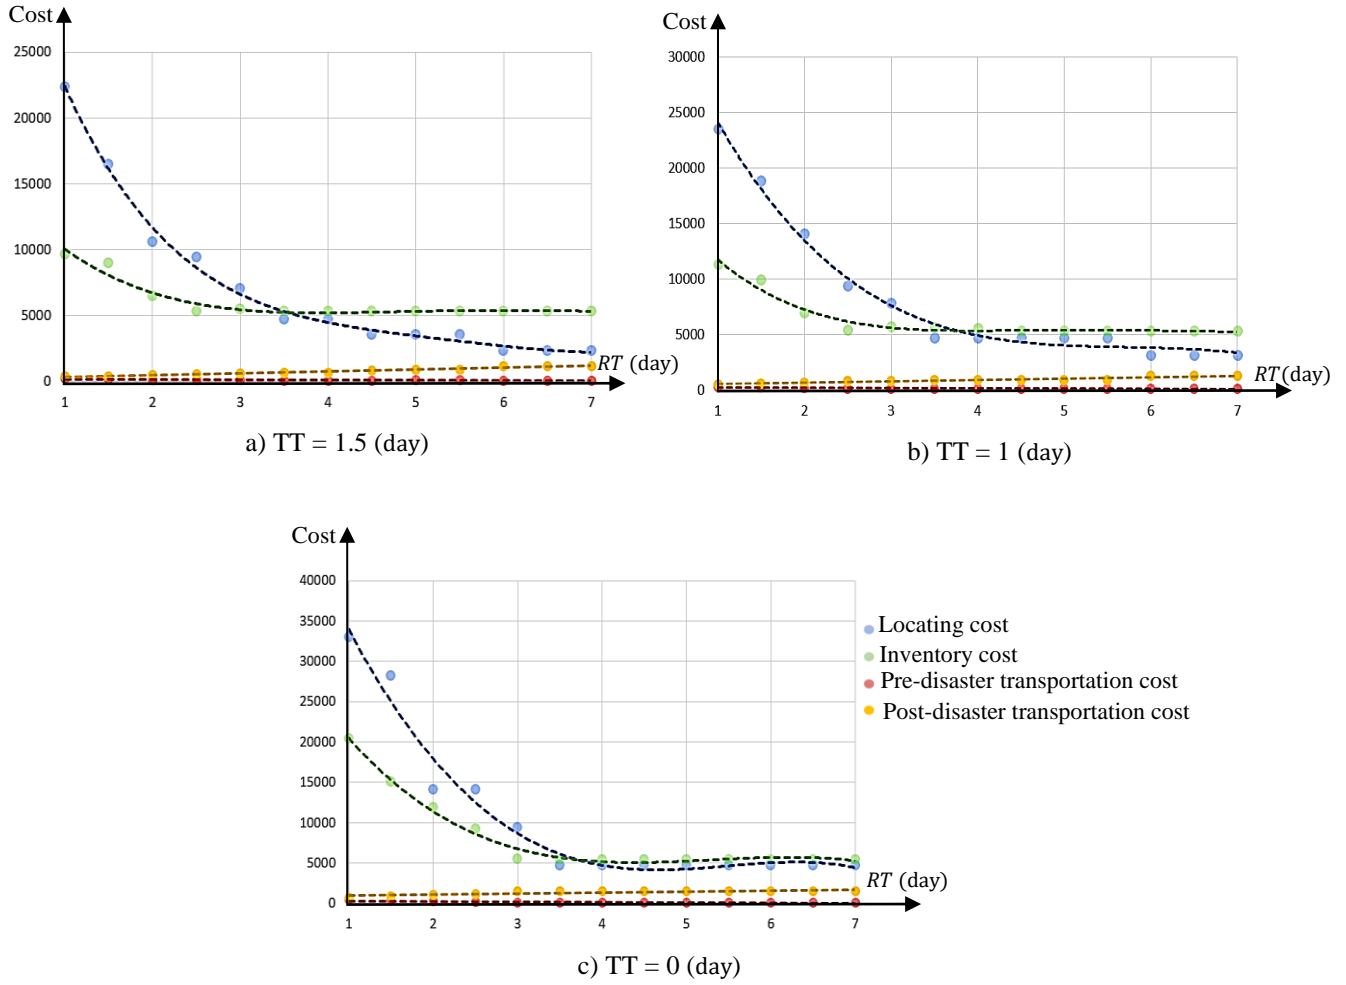 Cost
25000
20000
15000
10000
5000
0
1 2 3 4 5 6 7
RT (day)
a) TT = 1.5 (day)
Cost
30000
25000
20000
15000
10000
5000
0
1 2 3 4 5 6 7
RT (day)
b) TT = 1 (day)
Cost
40000
35000
30000
25000
20000
15000
10000
5000
0
1 2 3 4 5 6 7
RT (day)
Locating cost
Inventory cost
Pre-disaster transportation cost
Post-disaster transportation cost
c) TT = 0 (day)